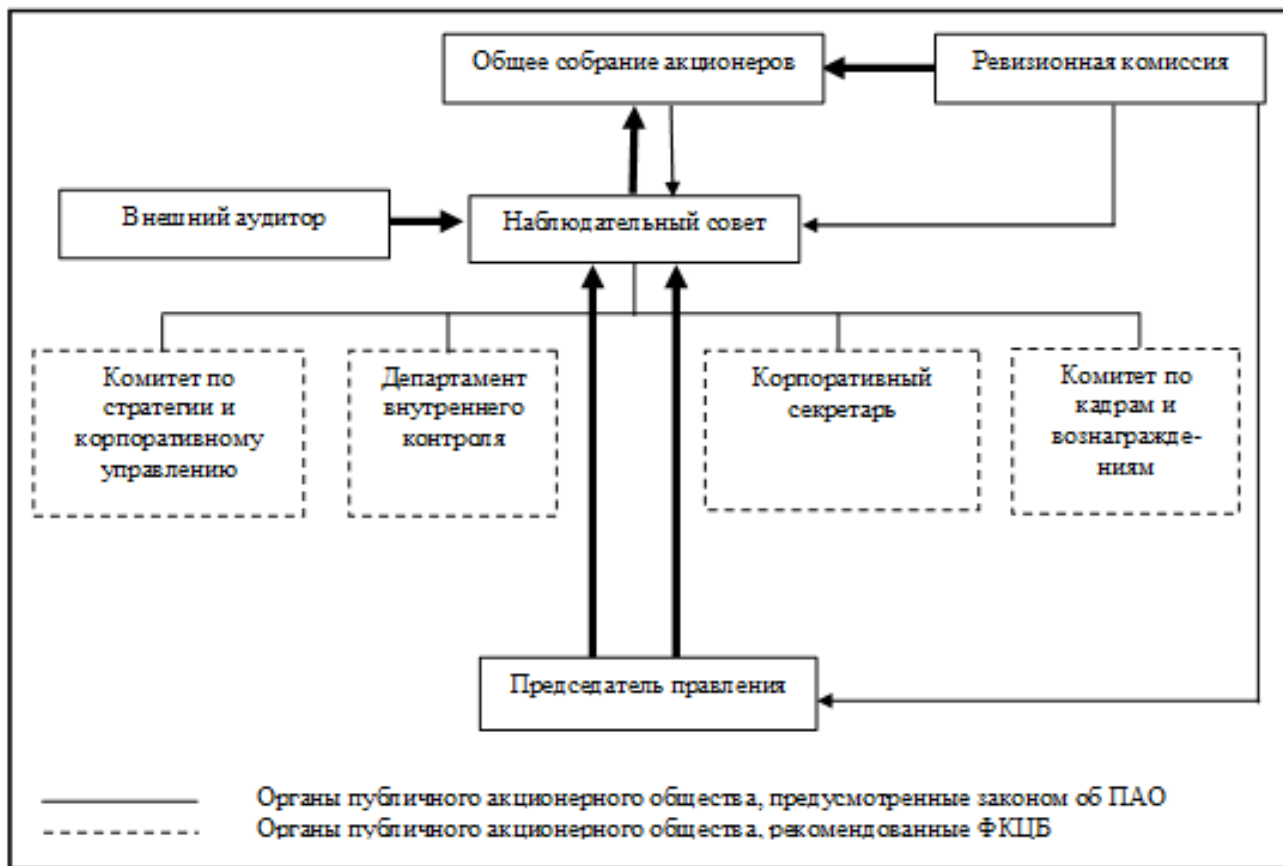 Общее собрание акционеров
Ревизионная комиссия
Внешний аудитор
Наблюдательный совет
Комитет по
стратегии и
корпоративному
управлению
Департамент
внутреннего
контроля
Корпоративный
секретарь
Комитет по
кадрам и
вознагражде-
ниям
Председатель правления
Органы публичного акционерного общества, предусмотренные законом об ПАО
Органы публичного акционерного общества, рекомендованные ФКЦБ